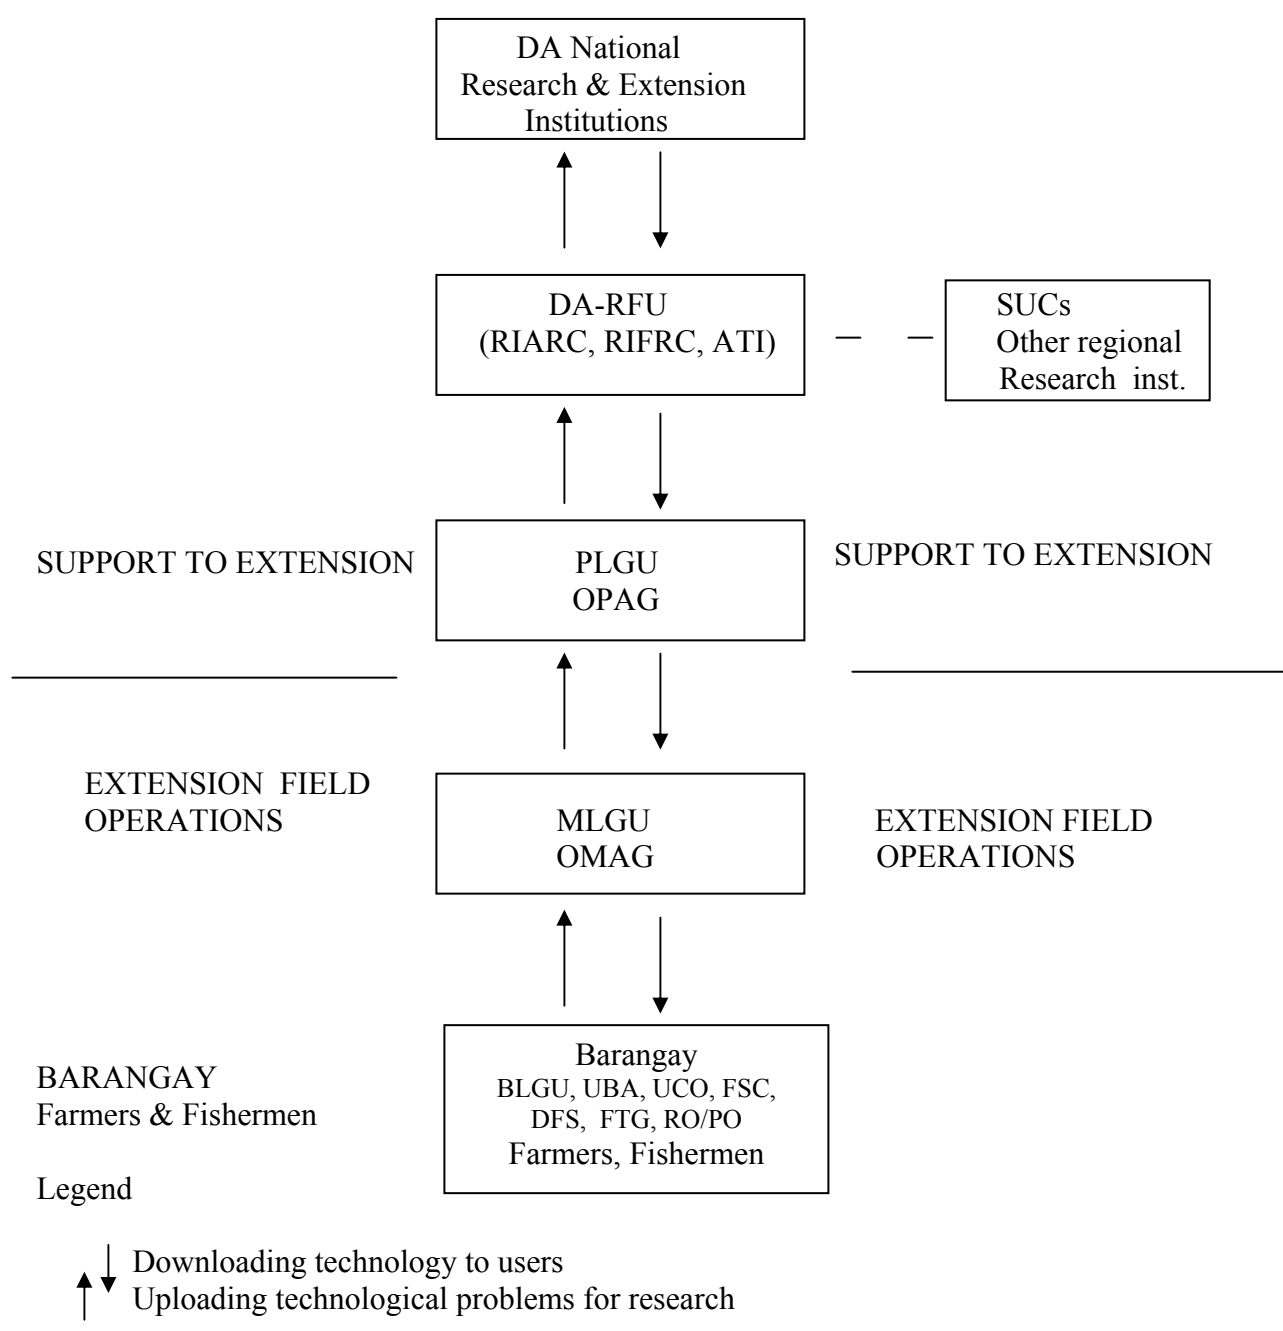 DA National
Research & Extension
Institutions
DA-RFU
(RIARC, RIFRC, ATI)
SUCs
Other regional
Research inst.
SUPPORT TO EXTENSION
PLGU
OPAG
SUPPORT TO EXTENSION
EXTENSION FIELD
OPERATIONS
MLGU
OMAG
EXTENSION FIELD
OPERATIONS
BARANGAY
Farmers & Fishermen
Barangay
BLGU, UBA, UCO, FSC,
DFS, FTG, RO/PO
Farmers, Fishermen
Legend
Downloading technology to users
Uploading technological problems for research